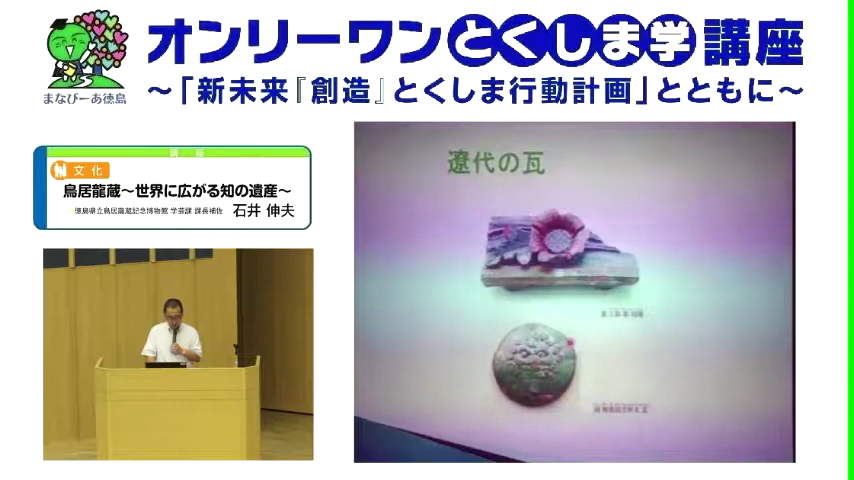 オンリーワンとくしま学講座
～「新未来『創造』とくしま行動計画」とともに～
まなびーあ徳島
講座
文化
鳥居龍蔵～世界に広がる知の遺産～
徳島県立鳥居龍蔵記念博物館 学芸課 課長補佐 石井 伸夫
遼代の瓦